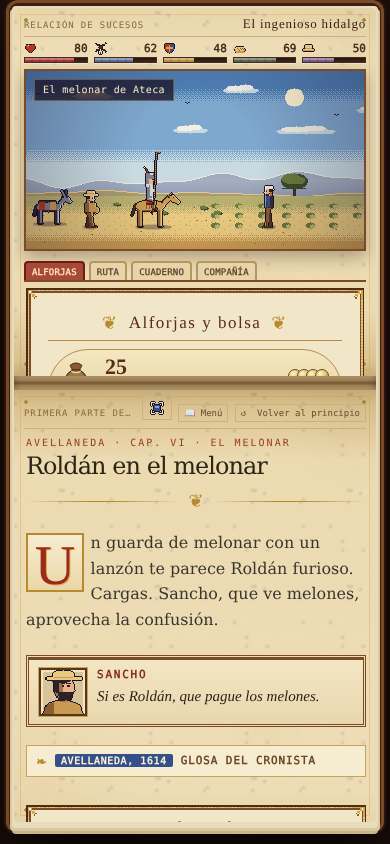 RELACIÓN DE SUCESOS
El ingenioso hidalgo
80 62 48 69 50
El melonar de Ateca
ALFORJAS RUTA CUADERNO COMPAÑÍA
Alforjas y bolsa
25
PRIMERA PARTE DE… Menú ↺ Volver al principio
AVELLANEDA · CAP. VI · EL MELONAR
Roldán en el melonar
Un guarda de melonar con un
lanzón te parece Roldán furioso.
Cargas. Sancho, que ve melones,
aprovecha la confusión.
SANCHO
Si es Roldán, que pague los melones.
AVELLANEDA, 1614 GLOSA DEL CRONISTA